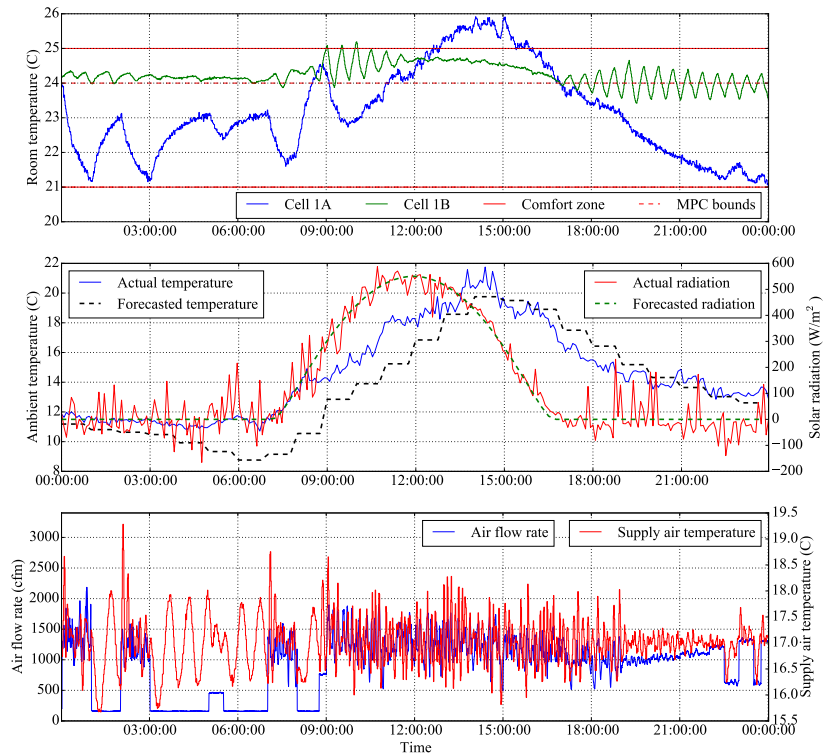 26
25
24
23
22
21
20
Room temperature (C)
Cell 1A Cell 1B Comfort zone MPC bounds
03:00:00 06:00:00 09:00:00 12:00:00 15:00:00 18:00:00 21:00:00 00:00:00
22
20
18
16
14
12
10
8
Ambient temperature (C)
Actual temperature
Forecasted temperature
Actual radiation
Forecasted radiation
600
500
400
300
200
100
0
−100
−200
Solar radiation (W/m²)
00:00:00 03:00:00 06:00:00 09:00:00 12:00:00 15:00:00 18:00:00 21:00:00
3000
2500
2000
1500
1000
500
0
Air flow rate (cfm)
Air flow rate Supply air temperature
19.5
19.0
18.5
18.0
17.5
17.0
16.5
16.0
15.5
Supply air temperature (C)
03:00:00 06:00:00 09:00:00 12:00:00 15:00:00 18:00:00 21:00:00 00:00:00
Time